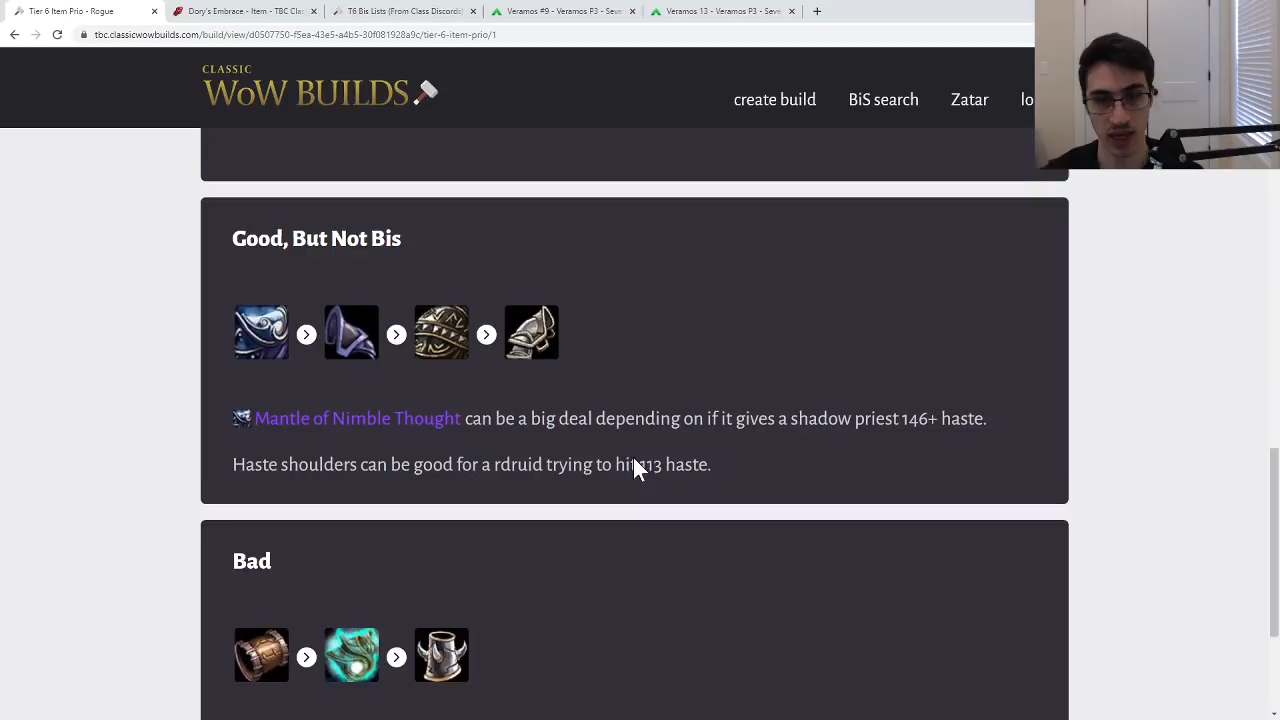 Tier 6 Item Prio - Rogue
Dory's Embrace - Item - TBC Clas
T6 Bis Lists (From Class Discords)
Veramos #9 - Veramos P3 - Seve
Veramos 13 - Veramos P3 - Seve
tbc.classicwowbuilds.com/build/view/d0507750-f5ea-43e5-a4b5-30f081928a9c/tier-6-item-prio/1
CLASSIC
WoW BUILDS
create build
BiS search
Zatar
lo
Good, But Not Bis
Mantle of Nimble Thought can be a big deal depending on if it gives a shadow priest 146+ haste.
Haste shoulders can be good for a rdruid trying to hit haste.
Bad